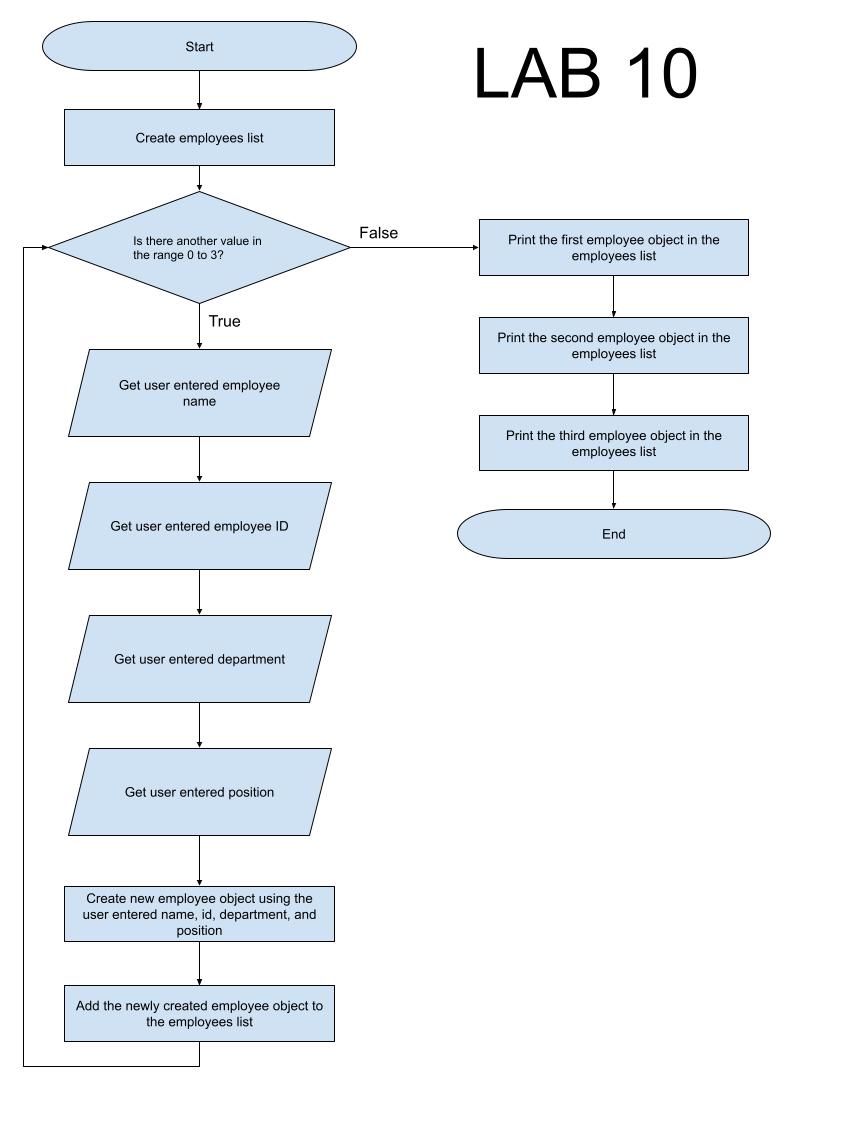 LAB 10
Start
Create employees list
Is there another value in
the range 0 to 3?
False
True
Get user entered employee
name
Get user entered employee ID
Get user entered department
Get user entered position
Create new employee object using the
user entered name, id, department, and
position
Add the newly created employee object to
the employees list
Print the first employee object in the
employees list
Print the second employee object in the
employees list
Print the third employee object in the
employees list
End